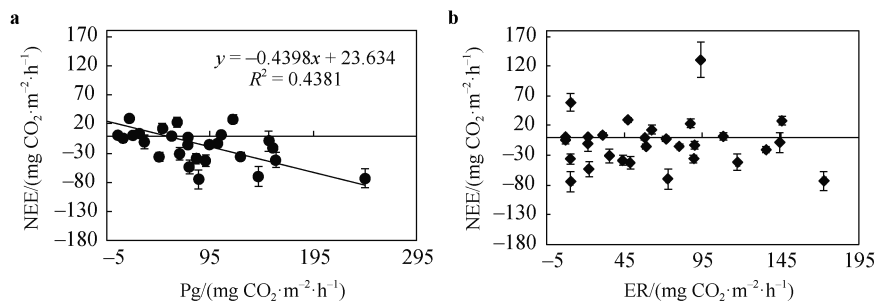 a
y = –0.4398x + 23.634
R² = 0.4381
NEE/(mg CO₂·m⁻²·h⁻¹)
170
120
70
20
–30
–80
–130
–180
–5 95 195 295
Pg/(mg CO₂·m⁻²·h⁻¹)
b
NEE/(mg CO₂·m⁻²·h⁻¹)
170
120
70
20
–30
–80
–130
–180
–5 45 95 145 195
ER/(mg CO₂·m⁻²·h⁻¹)